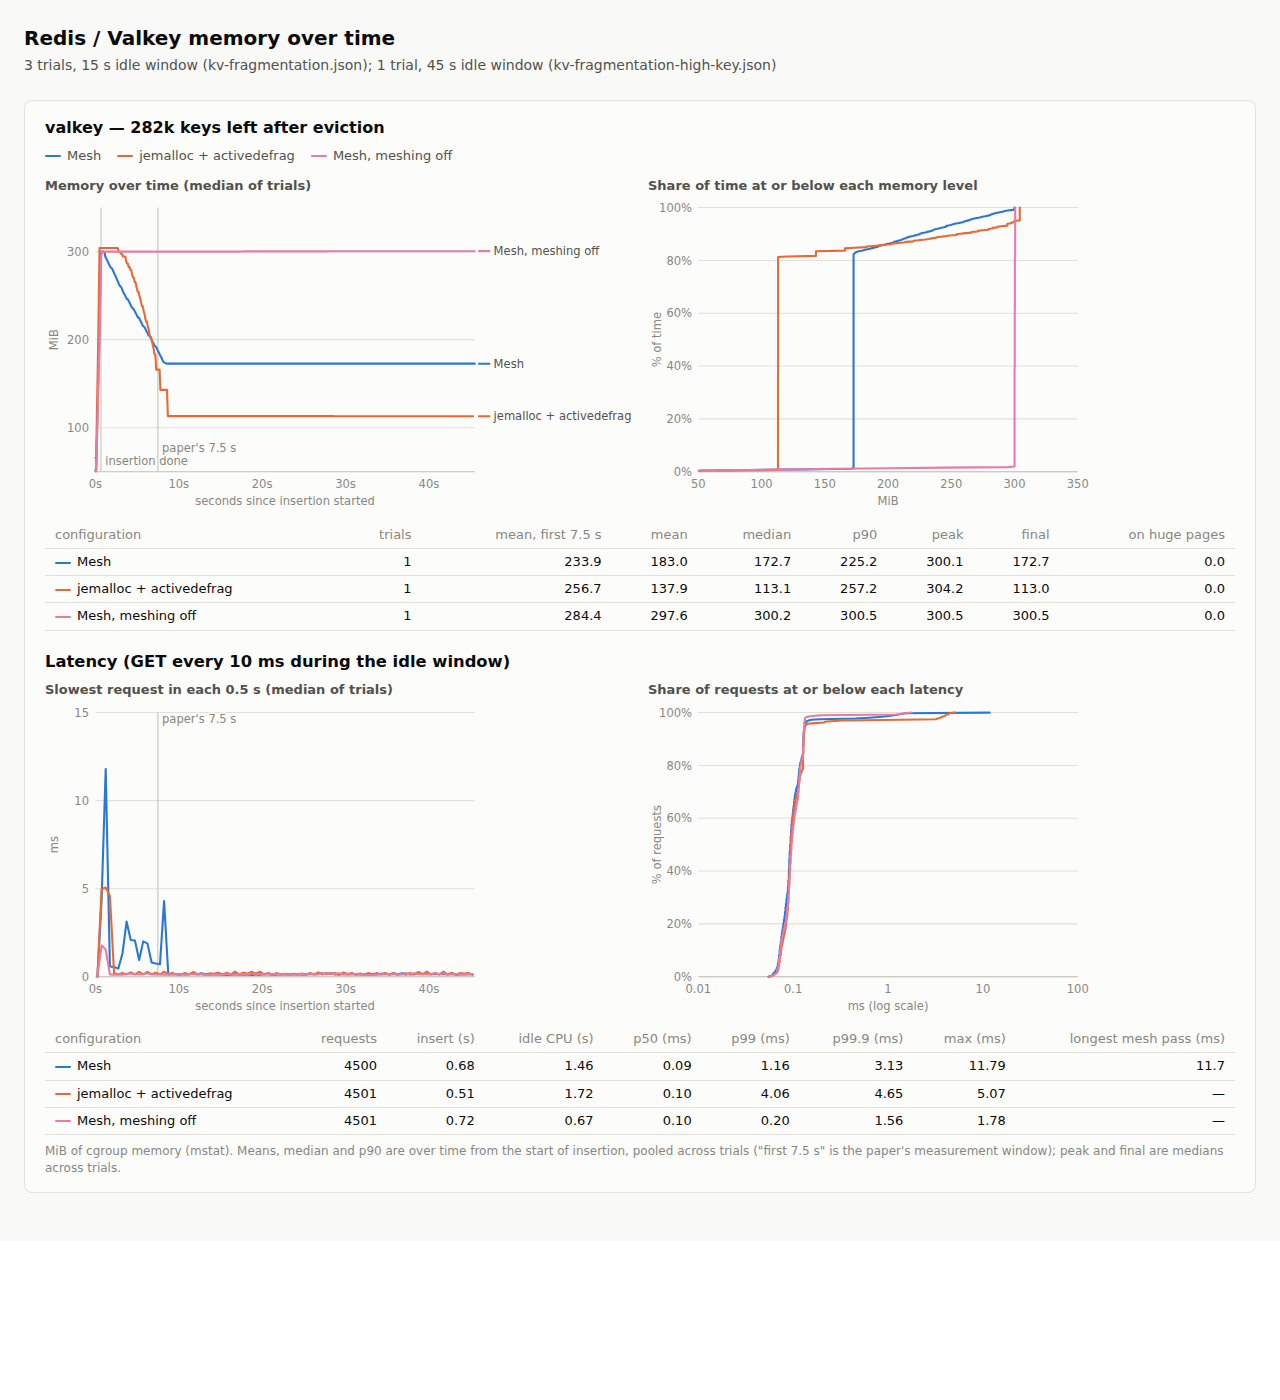 Redis / Valkey memory over time
3 trials, 15 s idle window (kv-fragmentation.json); 1 trial, 45 s idle window (kv-fragmentation-high-key.json)
valkey — 282k keys left after eviction
Mesh jemalloc + activedefrag Mesh, meshing off
Memory over time (median of trials)
300
200
100
MiB
Mesh, meshing off
Mesh
jemalloc + activedefrag
paper's 7.5 s
insertion done
0s 10s 20s 30s 40s
seconds since insertion started
Share of time at or below each memory level
100%
80%
60%
40%
20%
0%
% of time
50 100 150 200 250 300 350
MiB
configuration trials mean, first 7.5 s mean median p90 peak final on huge pages
Mesh 1 233.9 183.0 172.7 225.2 300.1 172.7 0.0
jemalloc + activedefrag 1 256.7 137.9 113.1 257.2 304.2 113.0 0.0
Mesh, meshing off 1 284.4 297.6 300.2 300.5 300.5 300.5 0.0
Latency (GET every 10 ms during the idle window)
Slowest request in each 0.5 s (median of trials)
15
10
5
0
ms
paper's 7.5 s
0s 10s 20s 30s 40s
seconds since insertion started
Share of requests at or below each latency
100%
80%
60%
40%
20%
0%
% of requests
0.01 0.1 1 10 100
ms (log scale)
configuration requests insert (s) idle CPU (s) p50 (ms) p99 (ms) p99.9 (ms) max (ms) longest mesh pass (ms)
Mesh 4500 0.68 1.46 0.09 1.16 3.13 11.79 11.7
jemalloc + activedefrag 4501 0.51 1.72 0.10 4.06 4.65 5.07 —
Mesh, meshing off 4501 0.72 0.67 0.10 0.20 1.56 1.78 —
MiB of cgroup memory (mstat). Means, median and p90 are over time from the start of insertion, pooled across trials ("first 7.5 s" is the paper's measurement window); peak and final are medians
across trials.